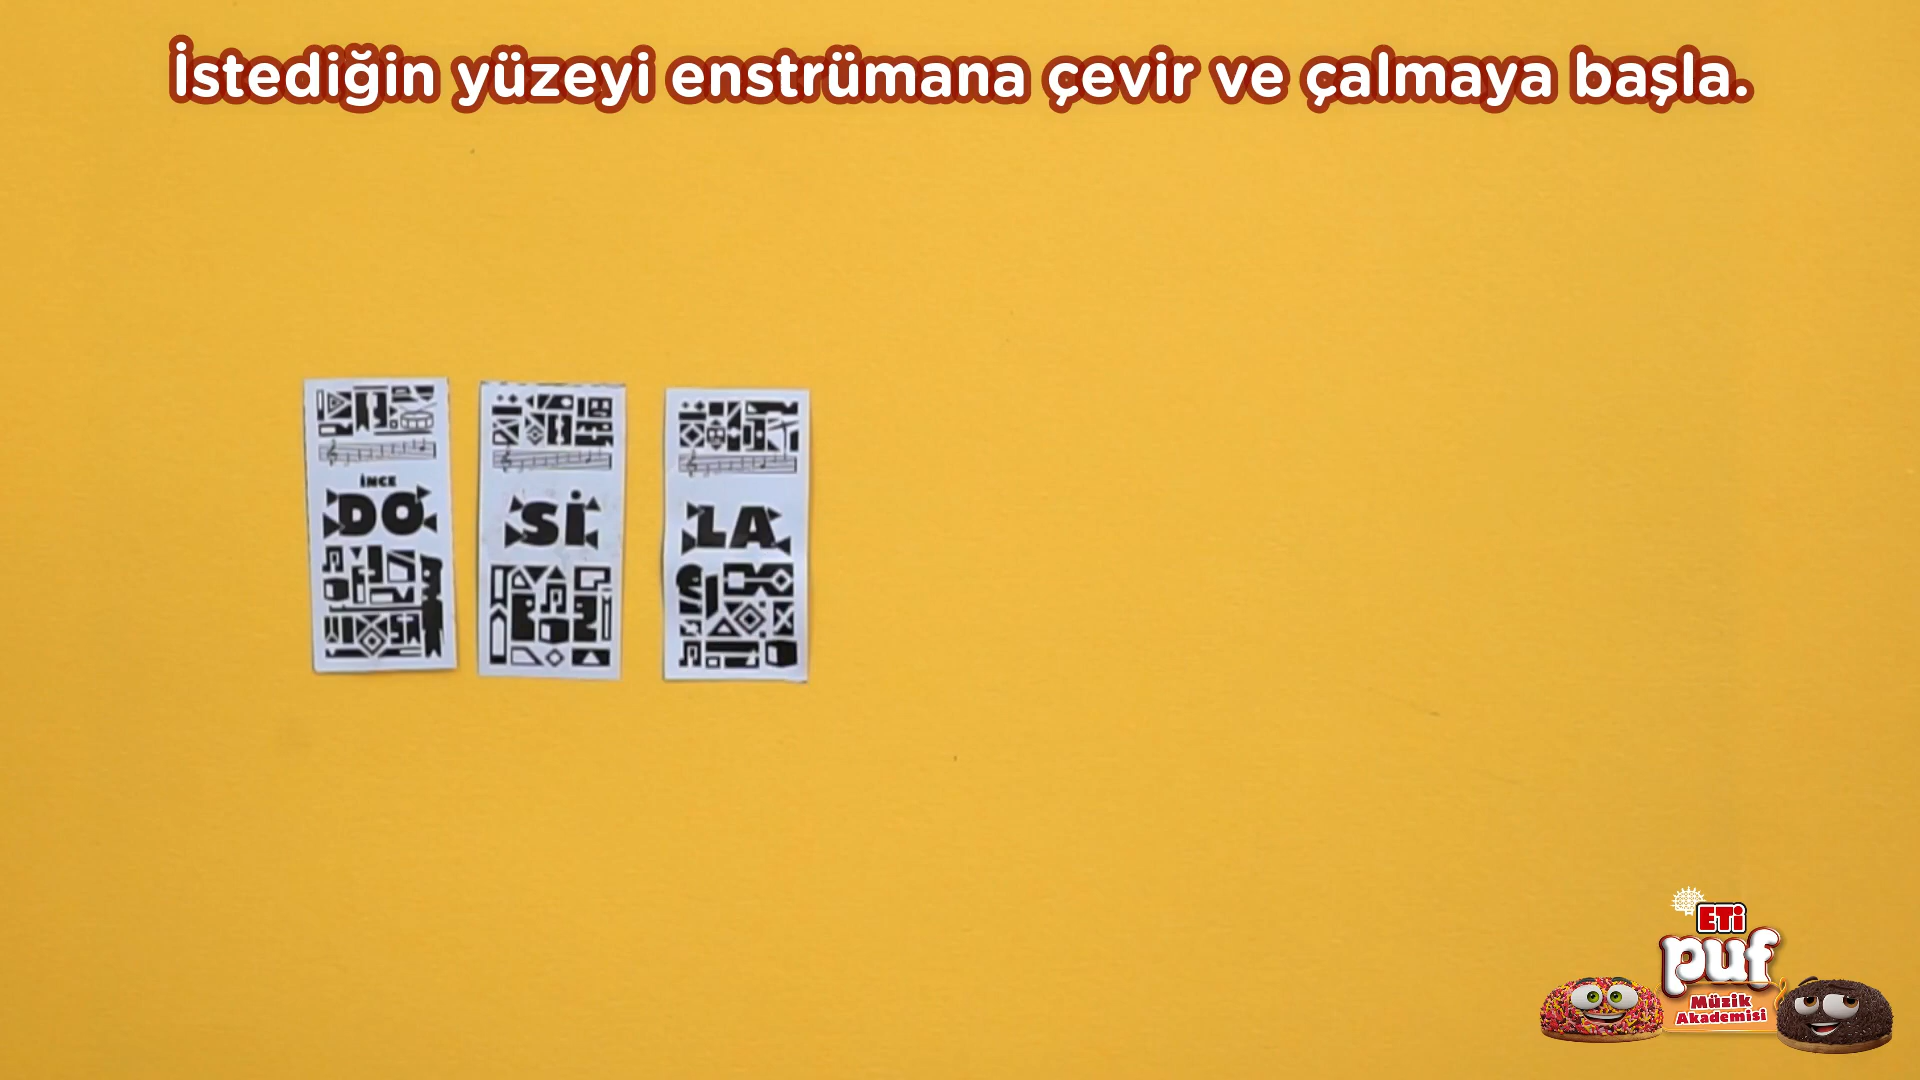 İstediğin yüzeyi enstrümana çevir ve çalmaya başla.
İNCE
DO
Sİ
LA
ETİ
puf
Müzik
Akademisi